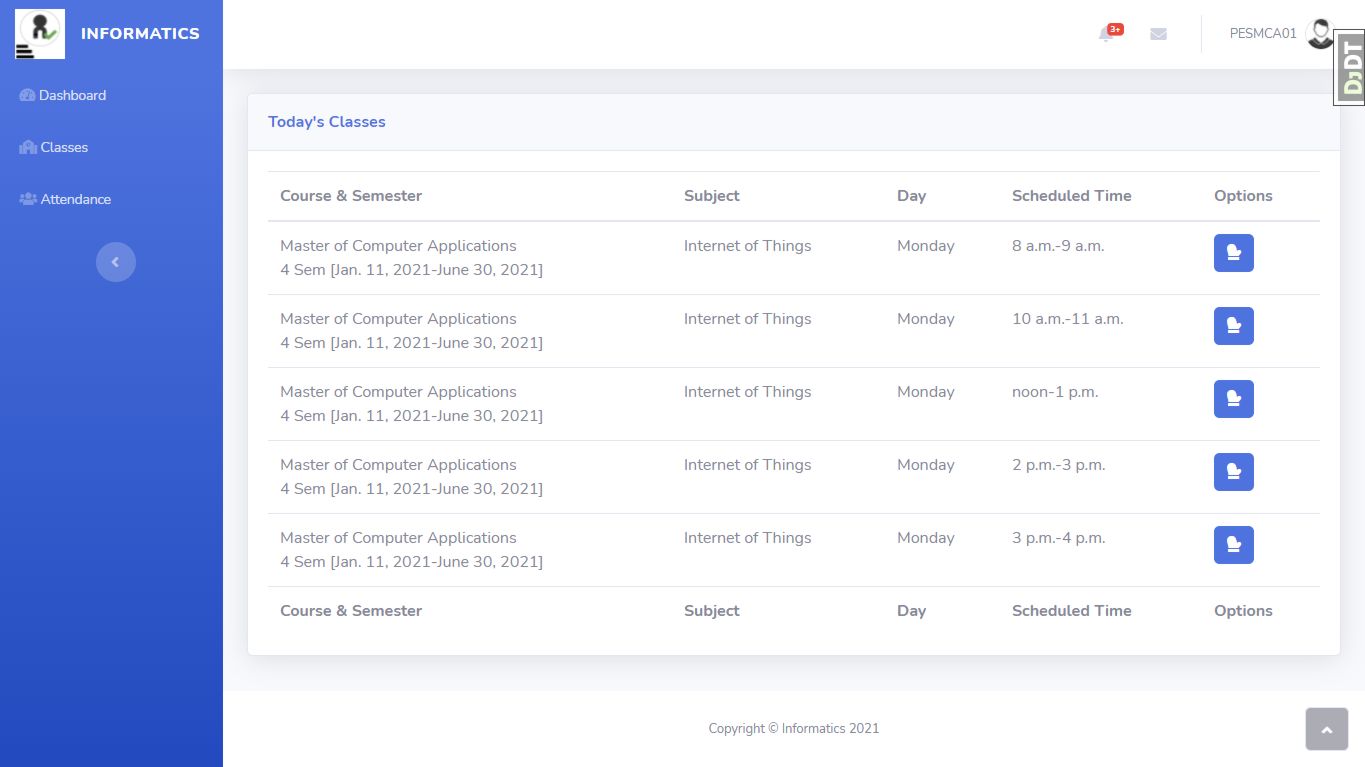 INFORMATICS
3+
PESMCA01
DjDT
Dashboard
Classes
Attendance
Today's Classes
Course & Semester Subject Day Scheduled Time Options
Master of Computer Applications Internet of Things Monday 8 a.m.-9 a.m.
4 Sem [Jan. 11, 2021-June 30, 2021]
Master of Computer Applications Internet of Things Monday 10 a.m.-11 a.m.
4 Sem [Jan. 11, 2021-June 30, 2021]
Master of Computer Applications Internet of Things Monday noon-1 p.m.
4 Sem [Jan. 11, 2021-June 30, 2021]
Master of Computer Applications Internet of Things Monday 2 p.m.-3 p.m.
4 Sem [Jan. 11, 2021-June 30, 2021]
Master of Computer Applications Internet of Things Monday 3 p.m.-4 p.m.
4 Sem [Jan. 11, 2021-June 30, 2021]
Course & Semester Subject Day Scheduled Time Options
Copyright © Informatics 2021